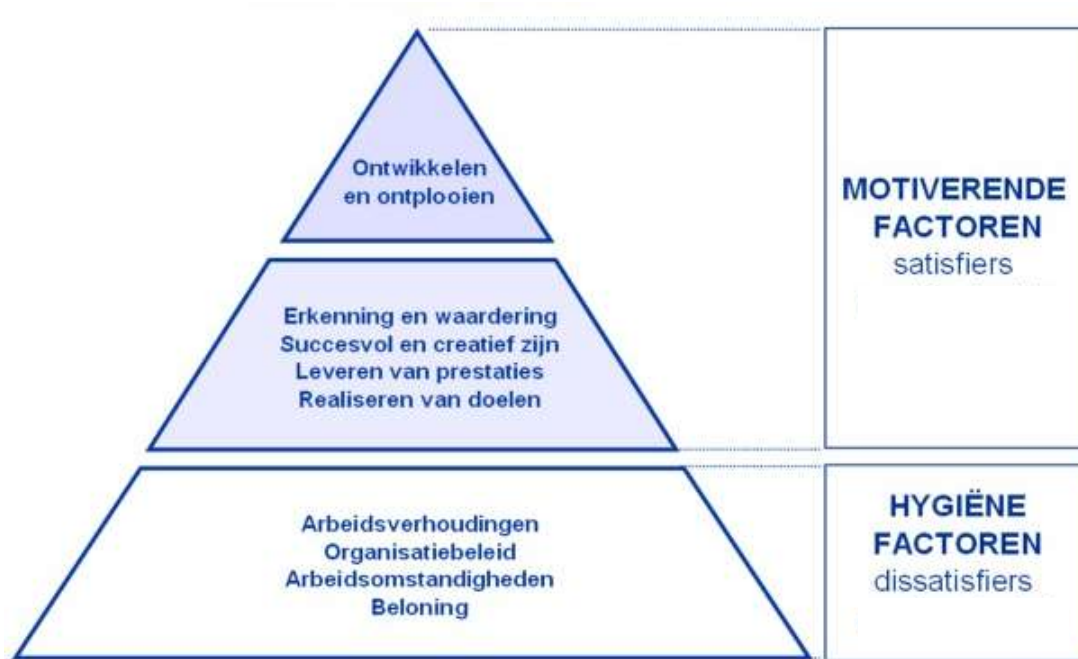 Ontwikkelen
en ontplooien
MOTIVERENDE
FACTOREN
satisfiers
Erkenning en waardering
Succesvol en creatief zijn
Leveren van prestaties
Realiseren van doelen
Arbeidsverhoudingen
Organisatiebeleid
Arbeidsomstandigheden
Beloning
HYGIËNE
FACTOREN
dissatisfiers